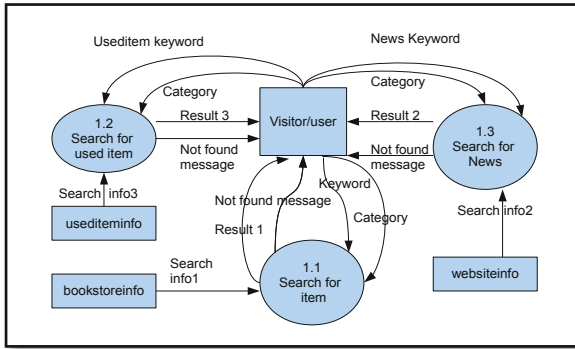 Useditem keyword
News Keyword
Category
Category
1.2
Search for
used item
Result 3
Not found
message
Visitor/user
Result 2
Not found
message
1.3
Search for
News
Search info3
usediteminfo
Not found message
Result 1
Keyword
Category
Search info2
bookstoreinfo
Search
info1
1.1
Search for
item
websiteinfo